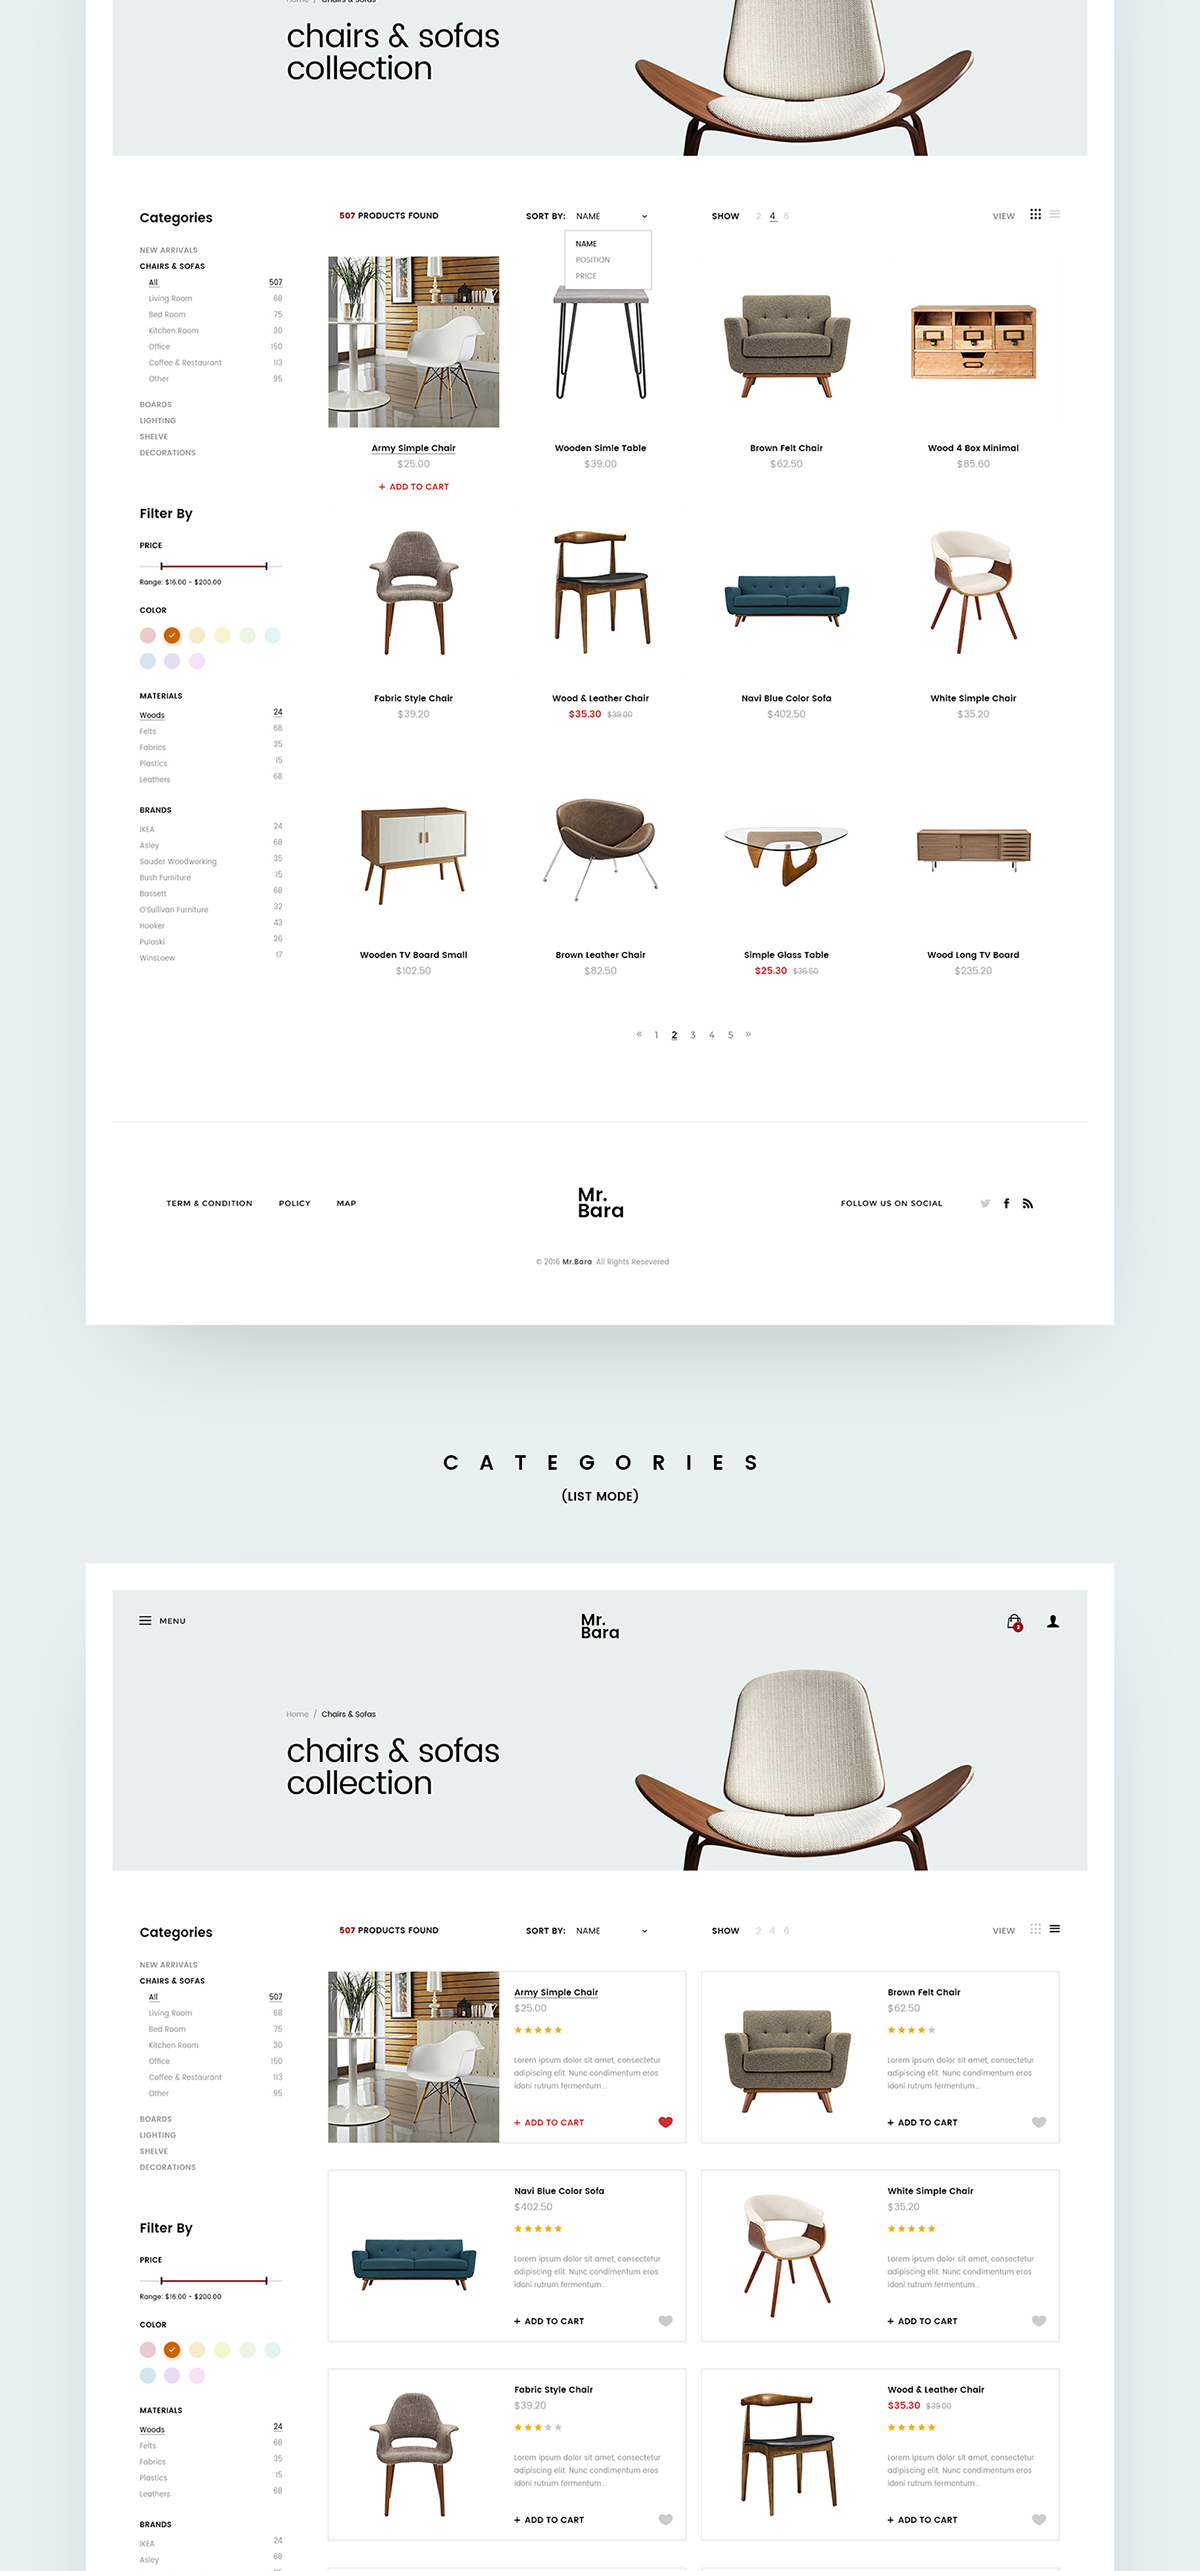 Home / Chairs & Sofas
chairs & sofas
collection
Categories
NEW ARRIVALS
CHAIRS & SOFAS
All 507
Living Room 68
Bed Room 75
Kitchen Room 30
Office 150
Coffee & Restaurant 113
Other 95
BOARDS
LIGHTING
SHELVE
DECORATIONS
Filter By
PRICE
Range: $16.00 - $200.00
COLOR
MATERIALS
Woods 24
Felts 68
Fabrics 35
Plastics 15
Leathers 68
BRANDS
IKEA 24
Asley 68
Sauder Woodworking 35
Bush Furniture 15
Bassett 68
O'Sullivan Furniture 32
Hooker 43
Pulaski 26
WinsLoew 17
507 PRODUCTS FOUND SORT BY: NAME SHOW 2 4 6 VIEW
NAME
POSITION
PRICE
Army Simple Chair Wooden Simle Table Brown Felt Chair Wood 4 Box Minimal
$25.00 $39.00 $62.50 $85.60
+ ADD TO CART
Fabric Style Chair Wood & Leather Chair Navi Blue Color Sofa White Simple Chair
$39.20 $35.30 $39.00 $402.50 $35.20
Wooden TV Board Small Brown Leather Chair Simple Glass Table Wood Long TV Board
$102.50 $82.50 $25.30 $36.50 $235.20
« 1 2 3 4 5 »
TERM & CONDITION POLICY MAP
Mr.
Bara
FOLLOW US ON SOCIAL
© 2016 Mr.Bara. All Rights Resevered
CATEGORIES
(LIST MODE)
MENU
Mr.
Bara
2
Home / Chairs & Sofas
chairs & sofas
collection
Categories
NEW ARRIVALS
CHAIRS & SOFAS
All 507
Living Room 68
Bed Room 75
Kitchen Room 30
Office 150
Coffee & Restaurant 113
Other 95
BOARDS
LIGHTING
SHELVE
DECORATIONS
Filter By
PRICE
Range: $16.00 - $200.00
COLOR
MATERIALS
Woods 24
Felts 68
Fabrics 35
Plastics 15
Leathers 68
BRANDS
IKEA 24
Asley 68
507 PRODUCTS FOUND SORT BY: NAME SHOW 2 4 6 VIEW
Army Simple Chair
$25.00
Lorem ipsum dolor sit amet, consectetur
adipiscing elit. Nunc condimentum eros
idoni rutrum fermentum...
+ ADD TO CART
Brown Felt Chair
$62.50
Lorem ipsum dolor sit amet, consectetur
adipiscing elit. Nunc condimentum eros
idoni rutrum fermentum...
+ ADD TO CART
Navi Blue Color Sofa
$402.50
Lorem ipsum dolor sit amet, consectetur
adipiscing elit. Nunc condimentum eros
idoni rutrum fermentum...
+ ADD TO CART
White Simple Chair
$35.20
Lorem ipsum dolor sit amet, consectetur
adipiscing elit. Nunc condimentum eros
idoni rutrum fermentum...
+ ADD TO CART
Fabric Style Chair
$39.20
Lorem ipsum dolor sit amet, consectetur
adipiscing elit. Nunc condimentum eros
idoni rutrum fermentum...
+ ADD TO CART
Wood & Leather Chair
$35.30 $39.00
Lorem ipsum dolor sit amet, consectetur
adipiscing elit. Nunc condimentum eros
idoni rutrum fermentum...
+ ADD TO CART